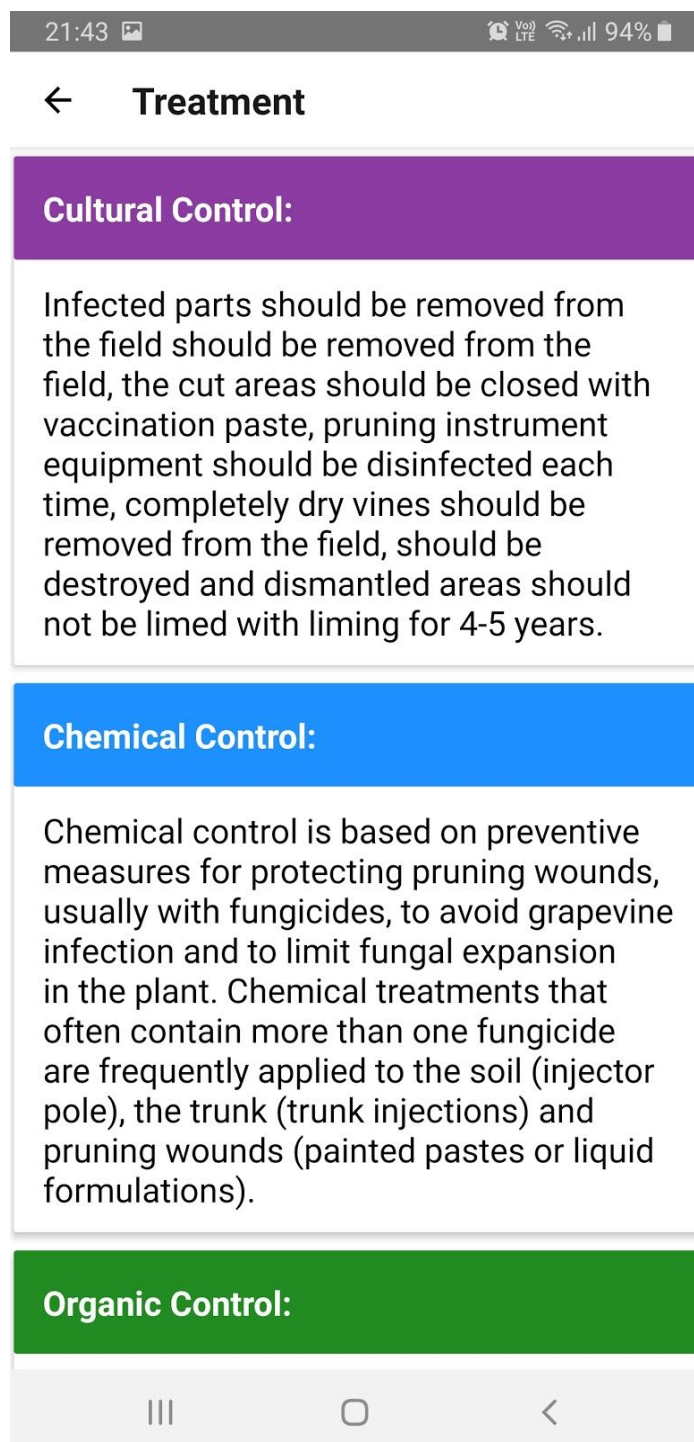 21:43 Vo)) LTE 94%
Treatment
Cultural Control:
Infected parts should be removed from
the field should be removed from the
field, the cut areas should be closed with
vaccination paste, pruning instrument
equipment should be disinfected each
time, completely dry vines should be
removed from the field, should be
destroyed and dismantled areas should
not be limed with liming for 4-5 years.
Chemical Control:
Chemical control is based on preventive
measures for protecting pruning wounds,
usually with fungicides, to avoid grapevine
infection and to limit fungal expansion
in the plant. Chemical treatments that
often contain more than one fungicide
are frequently applied to the soil (injector
pole), the trunk (trunk injections) and
pruning wounds (painted pastes or liquid
formulations).
Organic Control: